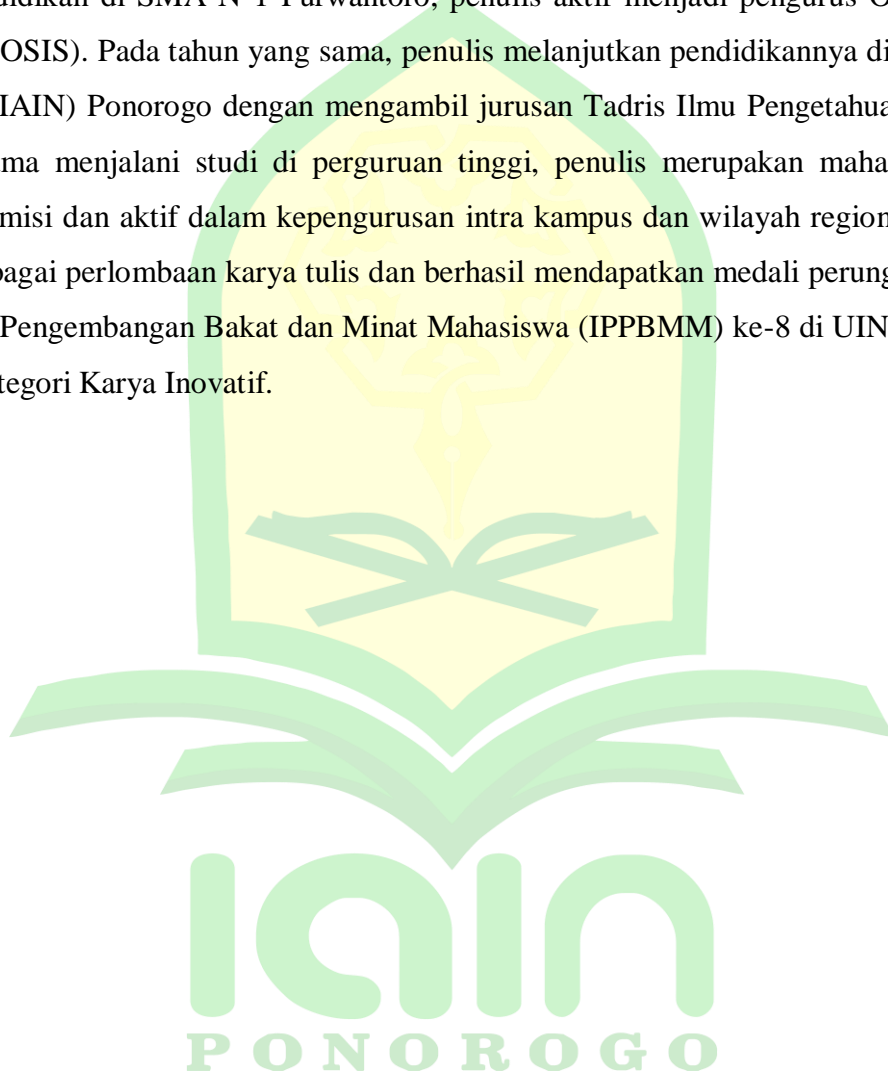 didikan di SMA N 1 Purwantoro, penulis aktif menjadi pengurus O
OSIS). Pada tahun yang sama, penulis melanjutkan pendidikannya di
IAIN) Ponorogo dengan mengambil jurusan Tadris Ilmu Pengetahua
ma menjalani studi di perguruan tinggi, penulis merupakan maha
misi dan aktif dalam kepengurusan intra kampus dan wilayah region
bagai perlombaan karya tulis dan berhasil mendapatkan medali perung
Pengembangan Bakat dan Minat Mahasiswa (IPPBMM) ke-8 di UIN
tegori Karya Inovatif.
iain
PONOROGO